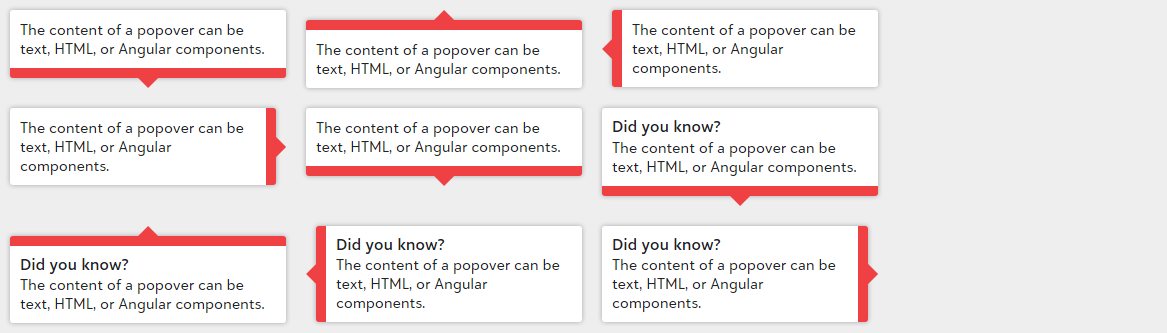 The content of a popover can be
text, HTML, or Angular components.
The content of a popover can be
text, HTML, or Angular components.
The content of a popover can be
text, HTML, or Angular
components.
The content of a popover can be
text, HTML, or Angular
components.
The content of a popover can be
text, HTML, or Angular components.
Did you know?
The content of a popover can be
text, HTML, or Angular components.
Did you know?
The content of a popover can be
text, HTML, or Angular components.
Did you know?
The content of a popover can be
text, HTML, or Angular
components.
Did you know?
The content of a popover can be
text, HTML, or Angular
components.